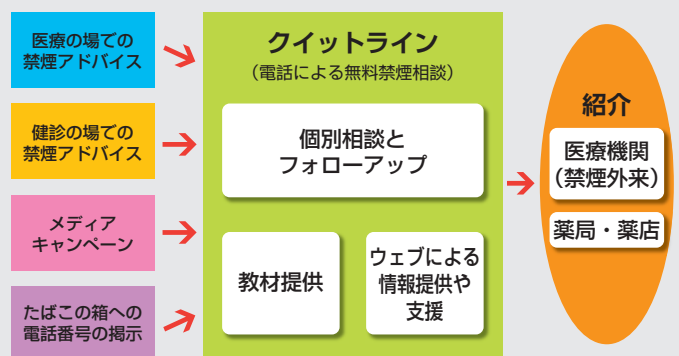 医療の場での
禁煙アドバイス
健診の場での
禁煙アドバイス
メディア
キャンペーン
たばこの箱への
電話番号の掲示
クイットライン
（電話による無料禁煙相談）
個別相談と
フォローアップ
教材提供
ウェブによる
情報提供や
支援
紹介
医療機関
（禁煙外来）
薬局・薬店